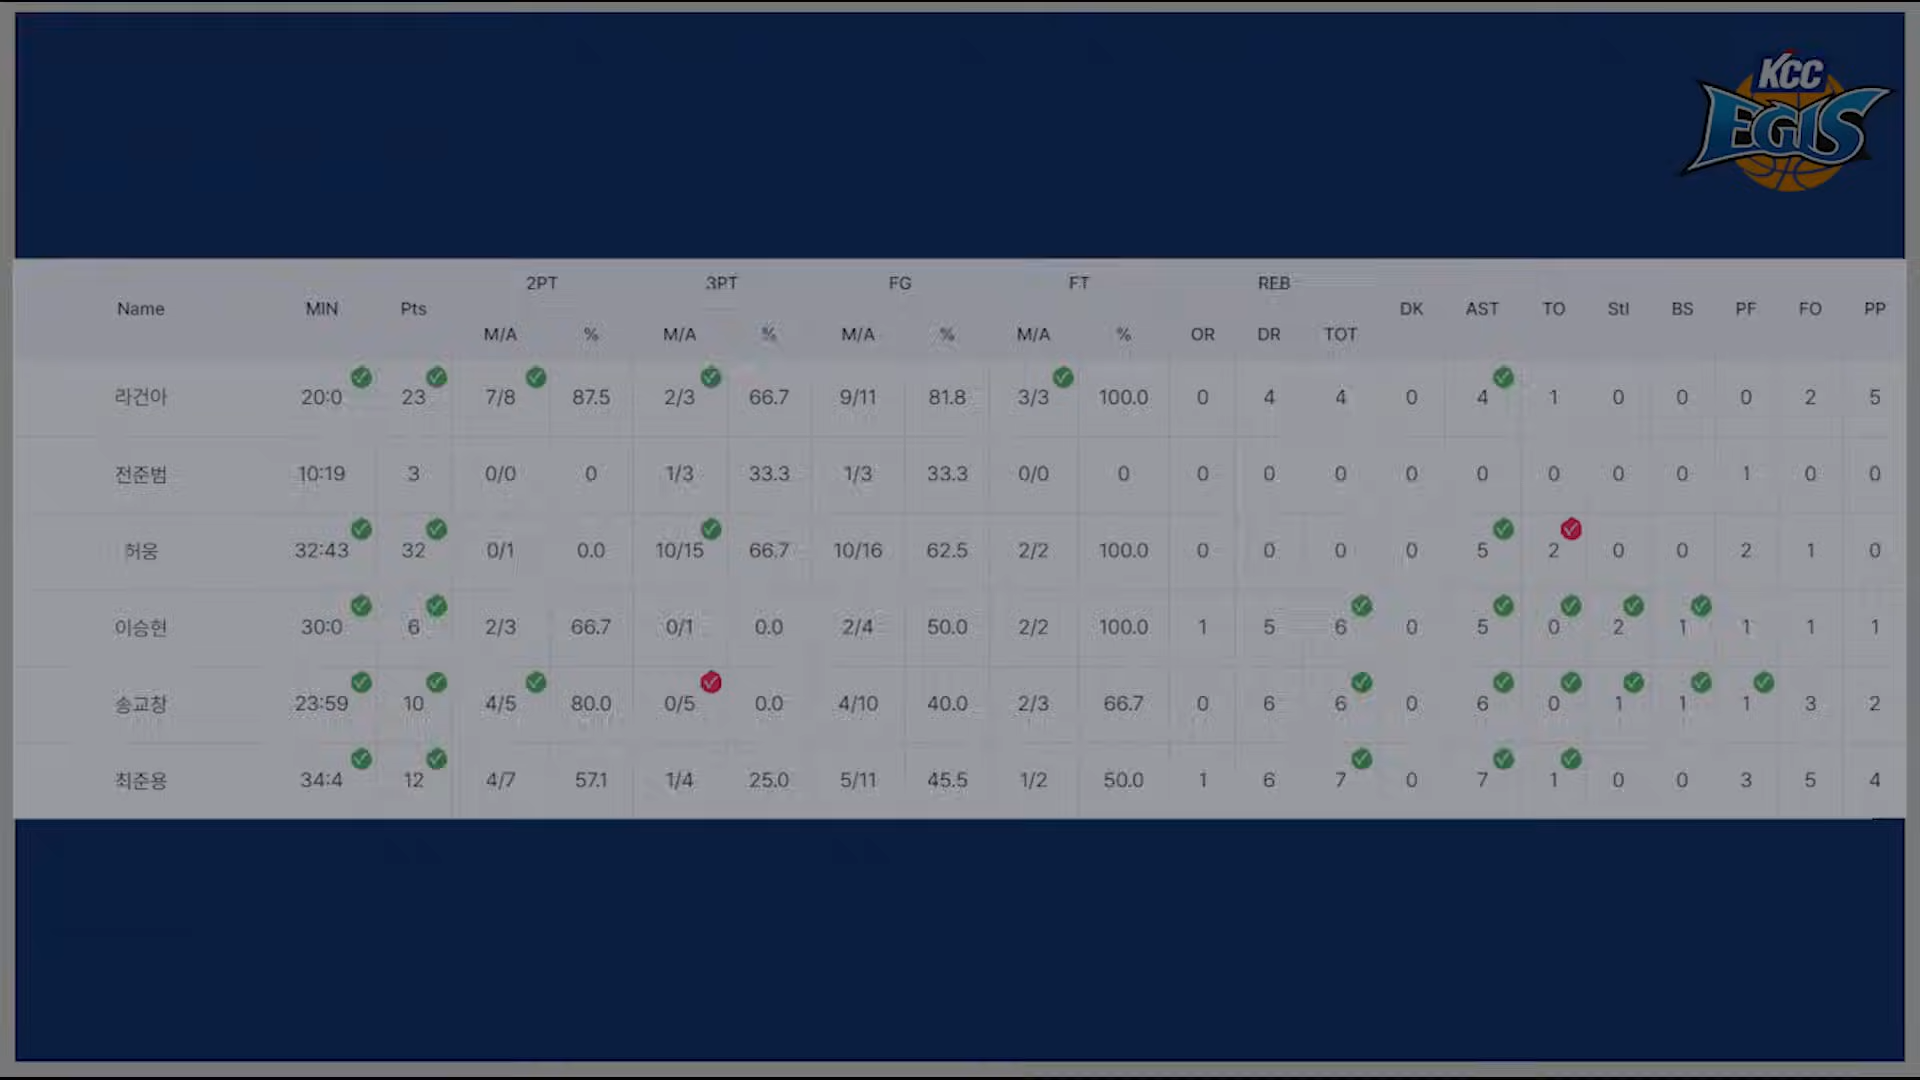 KCC
EGIS
2PT 3PT FG FT REB
Name MIN Pts DK AST TO Stl BS PF FO PP
M/A % M/A % M/A % M/A % OR DR TOT
라건아 20:0 23 7/8 87.5 2/3 66.7 9/11 81.8 3/3 100.0 0 4 4 0 4 1 0 0 0 2 5
전준범 10:19 3 0/0 0 1/3 33.3 1/3 33.3 0/0 0 0 0 0 0 0 0 0 0 1 0 0
허웅 32:43 32 0/1 0.0 10/15 66.7 10/16 62.5 2/2 100.0 0 0 0 0 5 2 0 0 2 1 0
이승현 30:0 6 2/3 66.7 0/1 0.0 2/4 50.0 2/2 100.0 1 5 6 0 5 0 2 1 1 1 1
송교창 23:59 10 4/5 80.0 0/5 0.0 4/10 40.0 2/3 66.7 0 6 6 0 6 0 1 1 1 3 2
최준용 34:4 12 4/7 57.1 1/4 25.0 5/11 45.5 1/2 50.0 1 6 7 0 7 1 0 0 3 5 4